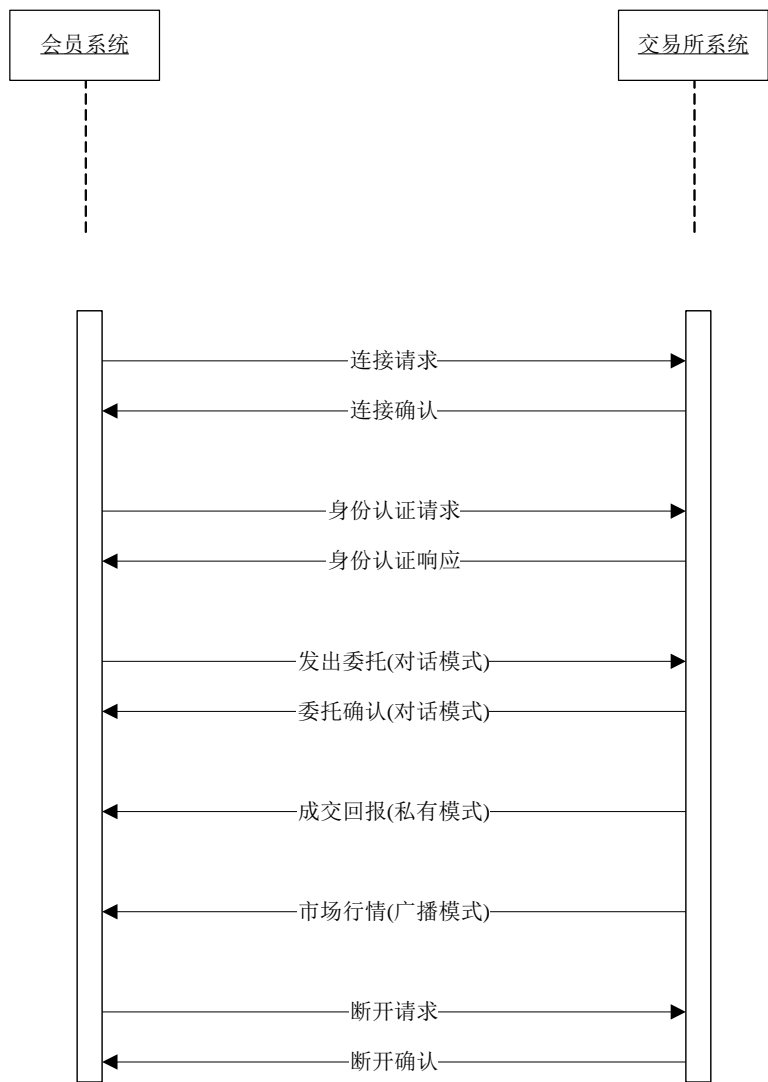 会员系统
交易所系统
连接请求
连接确认
身份认证请求
身份认证响应
发出委托(对话模式)
委托确认(对话模式)
成交回报(私有模式)
市场行情(广播模式)
断开请求
断开确认